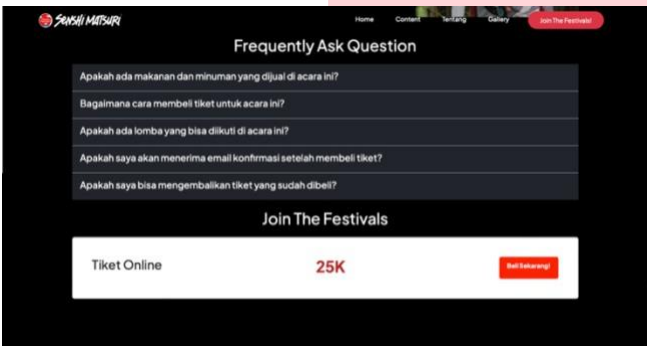 SENSHI MATSURI
Home Content Tentang Gallery Join The Festivals!
Frequently Ask Question
Apakah ada makanan dan minuman yang dijual di acara ini?
Bagaimana cara membeli tiket untuk acara ini?
Apakah ada lomba yang bisa diikuti di acara ini?
Apakah saya akan menerima email konfirmasi setelah membeli tiket?
Apakah saya bisa mengembalikan tiket yang sudah dibeli?
Join The Festivals
Tiket Online 25K Beli Sekarang!